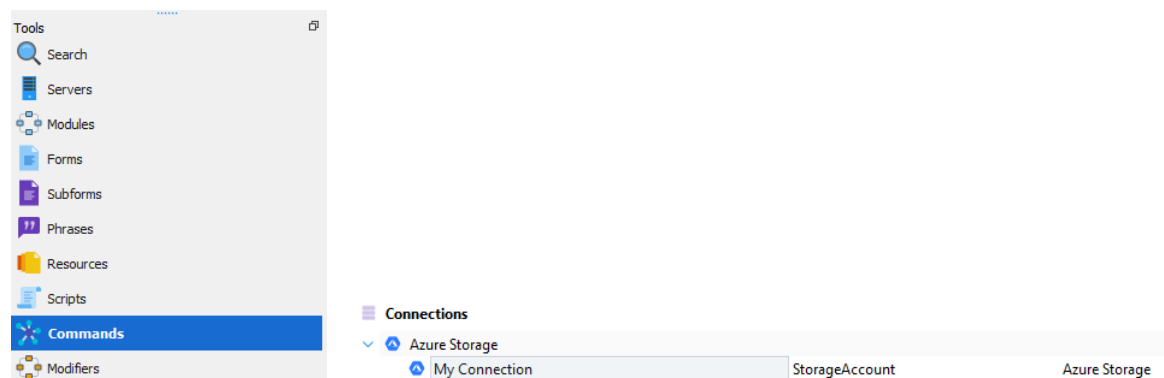 Tools
Search
Servers
Modules
Forms
Subforms
Phrases
Resources
Scripts
Commands
Modifiers
Connections
Azure Storage
My Connection StorageAccount Azure Storage